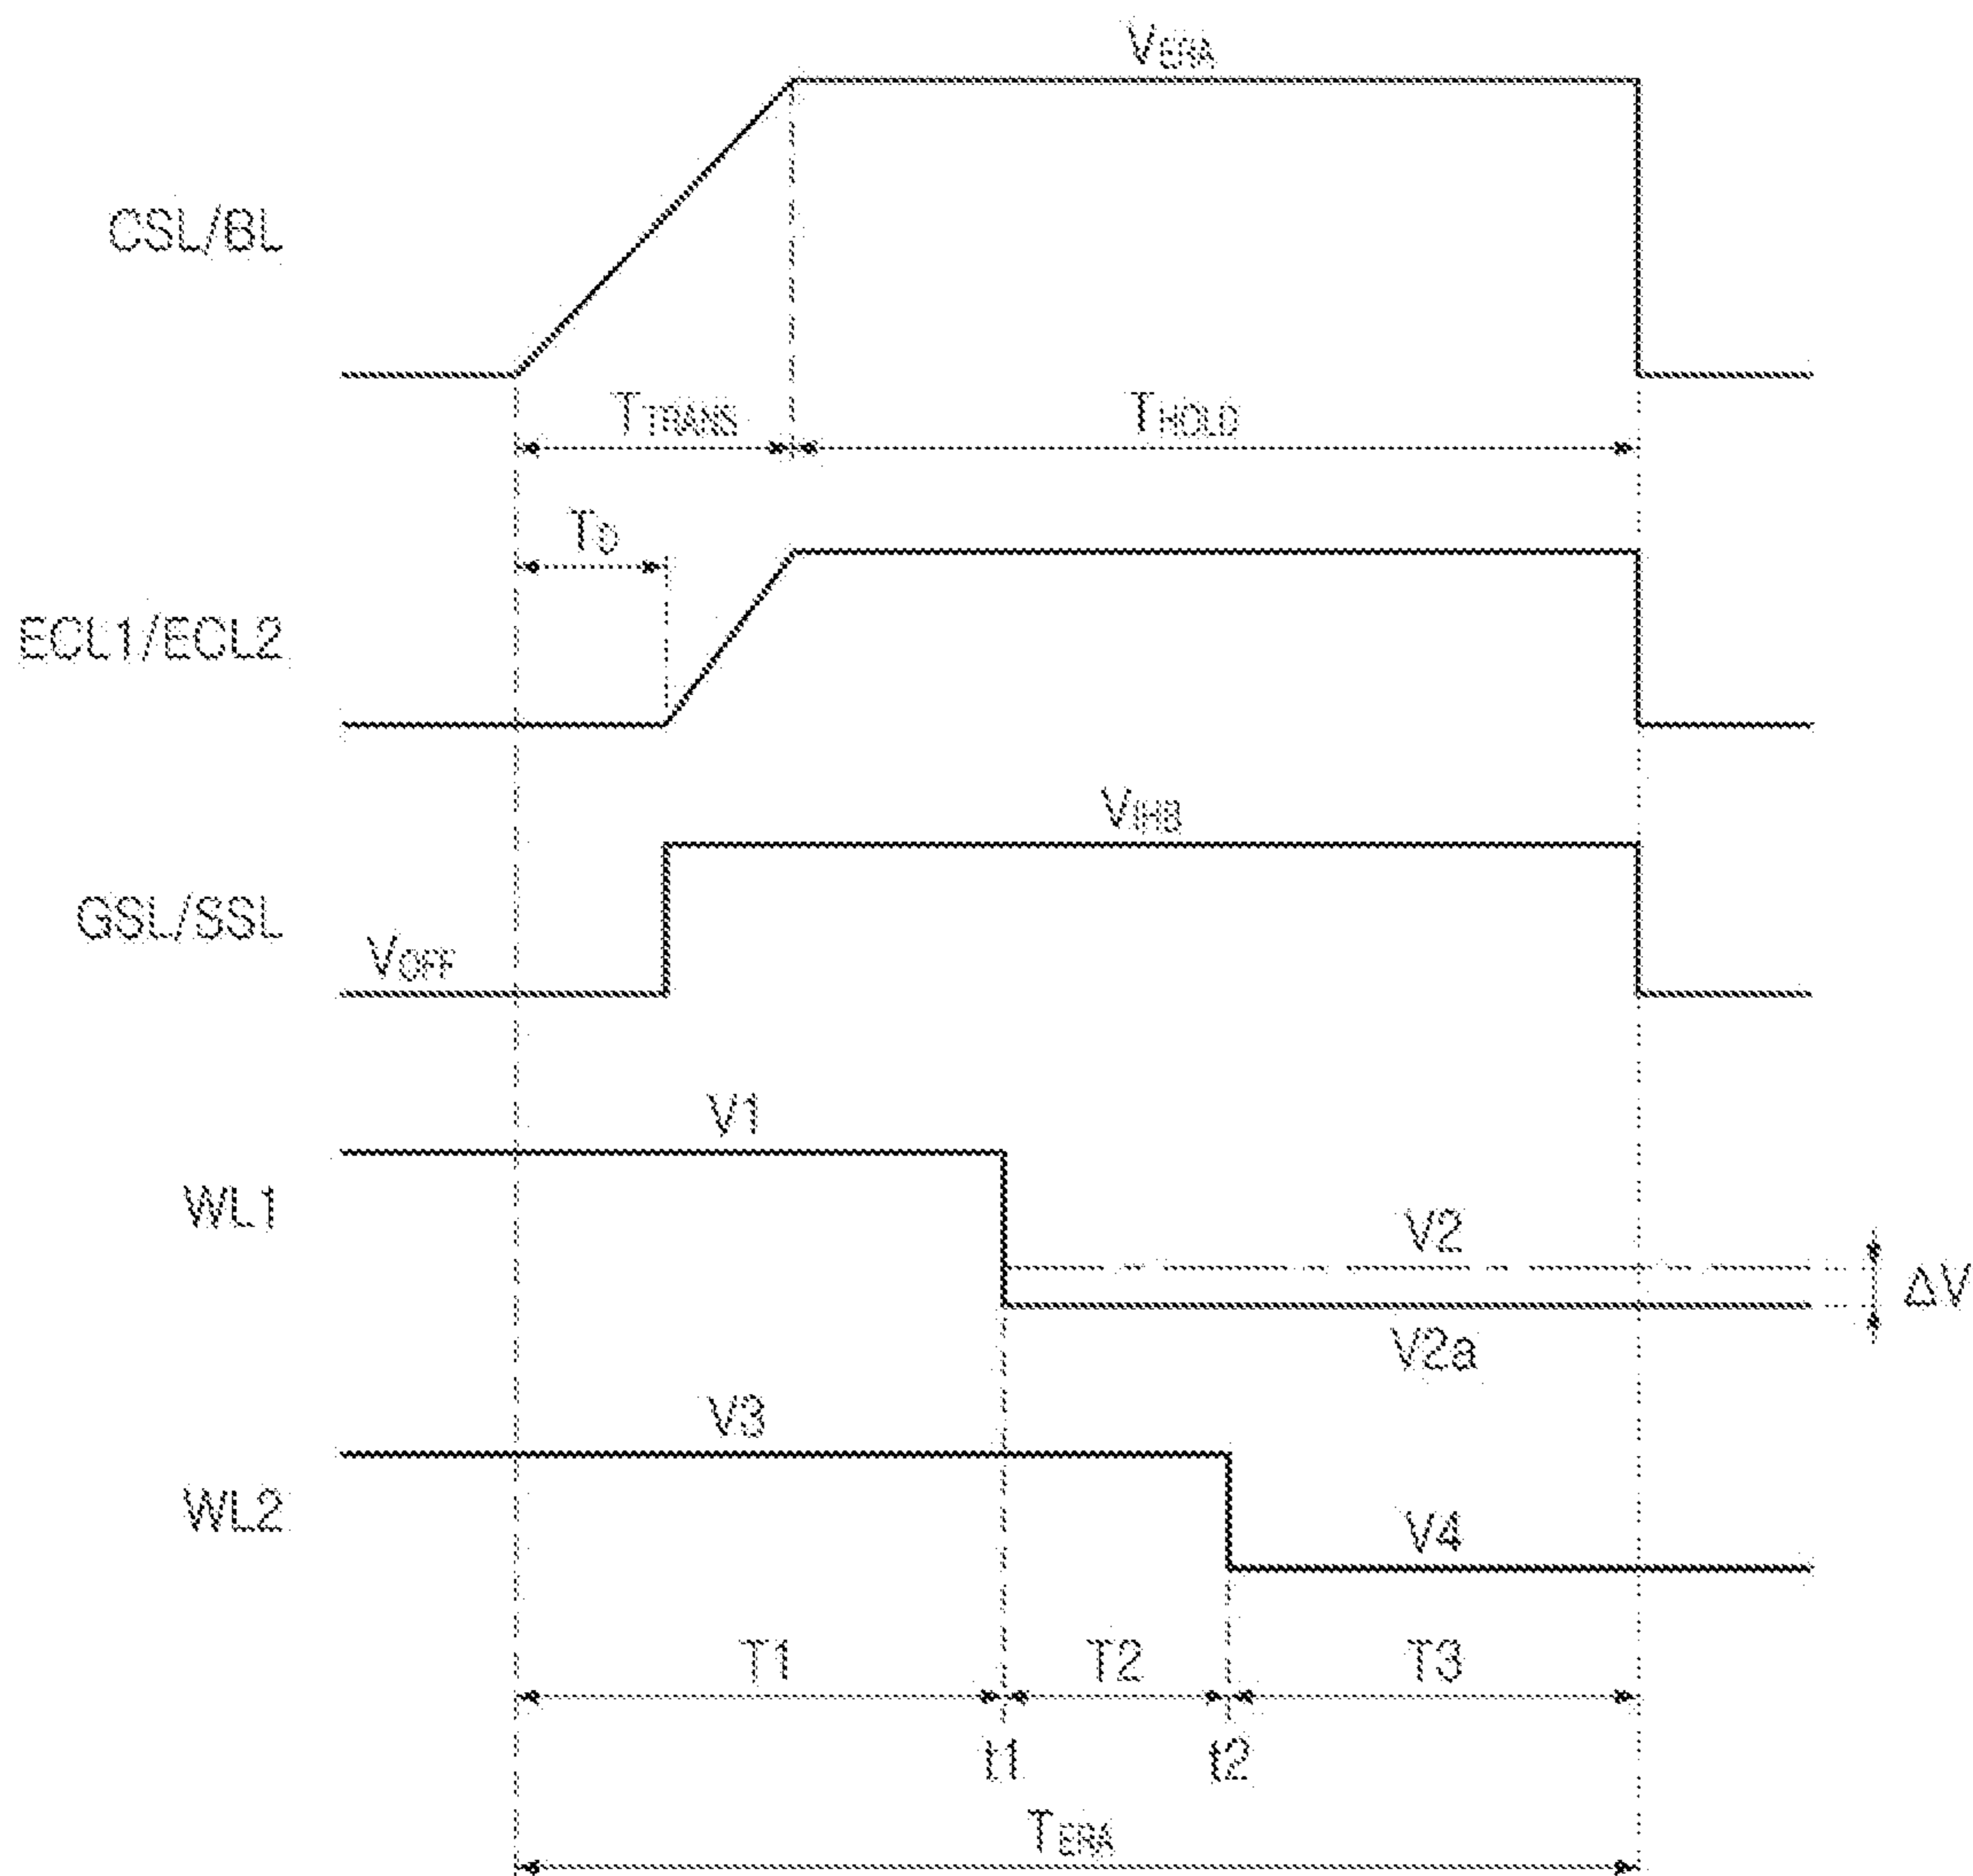 VERA
CSL/BL
TTRANS
THOLD
TD
ECL1/ECL2
VIHB
GSL/SSL
VOFF
V1
WL1
V2
ΔV
V2a
V3
WL2
V4
T1
T2
T3
t1
t2
TERA